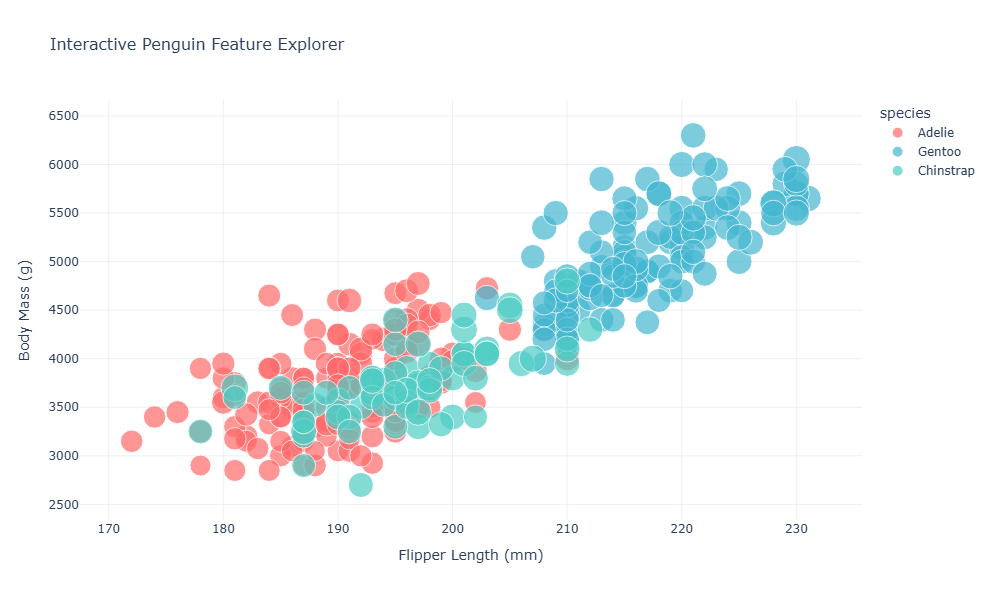 Interactive Penguin Feature Explorer
species
Adelie
Gentoo
Chinstrap
6500
6000
5500
5000
4500
4000
3500
3000
2500
Body Mass (g)
170 180 190 200 210 220 230
Flipper Length (mm)